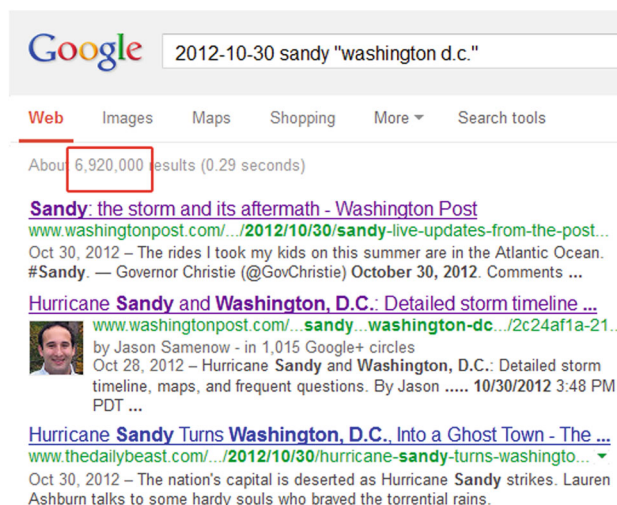 Google 2012-10-30 sandy "washington d.c."
Web Images Maps Shopping More Search tools
About 6,920,000 results (0.29 seconds)
Sandy: the storm and its aftermath - Washington Post
www.washingtonpost.com/.../2012/10/30/sandy-live-updates-from-the-post...
Oct 30, 2012 – The rides I took my kids on this summer are in the Atlantic Ocean.
#Sandy. — Governor Christie (@GovChristie) October 30, 2012. Comments ...
Hurricane Sandy and Washington, D.C.: Detailed storm timeline ...
www.washingtonpost.com/...sandy...washington-dc.../2c24af1a-21..
by Jason Samenow - in 1,015 Google+ circles
Oct 28, 2012 – Hurricane Sandy and Washington, D.C.: Detailed storm
timeline, maps, and frequent questions. By Jason ..... 10/30/2012 3:48 PM
PDT ...
Hurricane Sandy Turns Washington, D.C., Into a Ghost Town - The ...
www.thedailybeast.com/.../2012/10/30/hurricane-sandy-turns-washingto...
Oct 30, 2012 – The nation's capital is deserted as Hurricane Sandy strikes. Lauren
Ashburn talks to some hardy souls who braved the torrential rains.